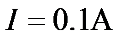 I = 0.1A